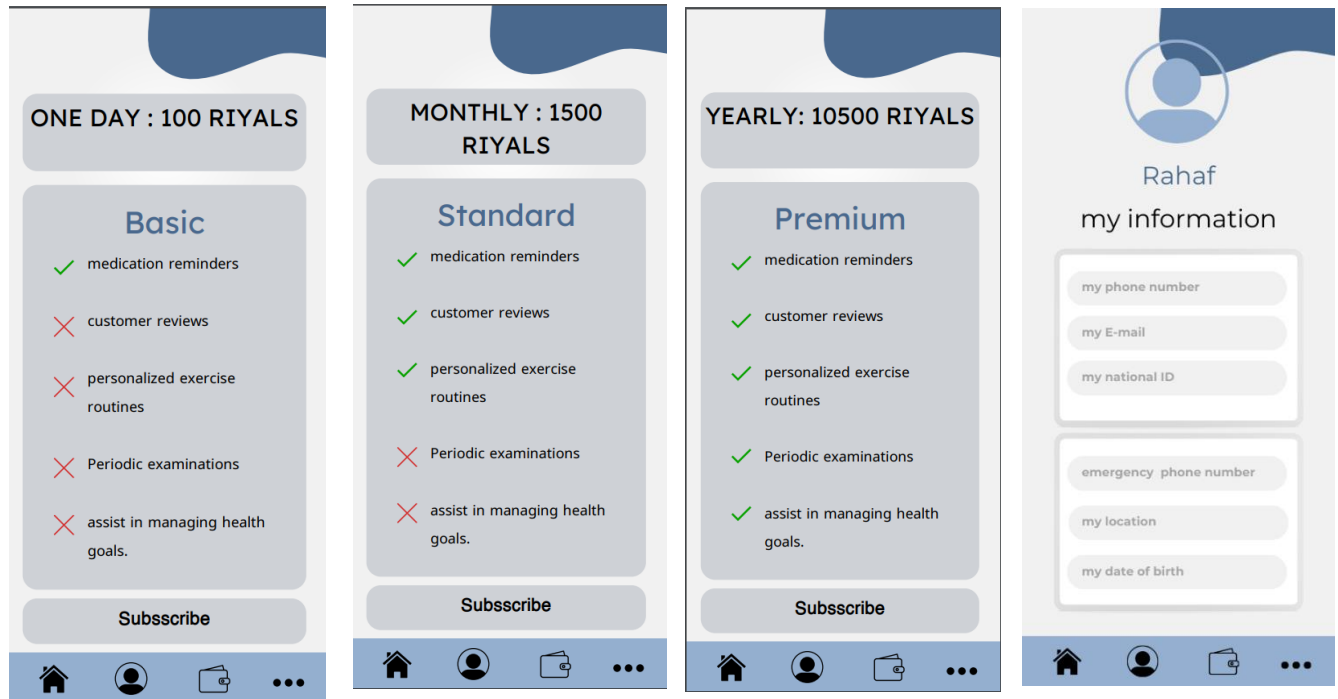 ONE DAY : 100 RIYALS
Basic
medication reminders
customer reviews
personalized exercise
routines
Periodic examinations
assist in managing health
goals.
Subsscribe
MONTHLY : 1500
RIYALS
Standard
medication reminders
customer reviews
personalized exercise
routines
Periodic examinations
assist in managing health
goals.
Subsscribe
YEARLY: 10500 RIYALS
Premium
medication reminders
customer reviews
personalized exercise
routines
Periodic examinations
assist in managing health
goals.
Subsscribe
Rahaf
my information
my phone number
my E-mail
my national ID
emergency phone number
my location
my date of birth